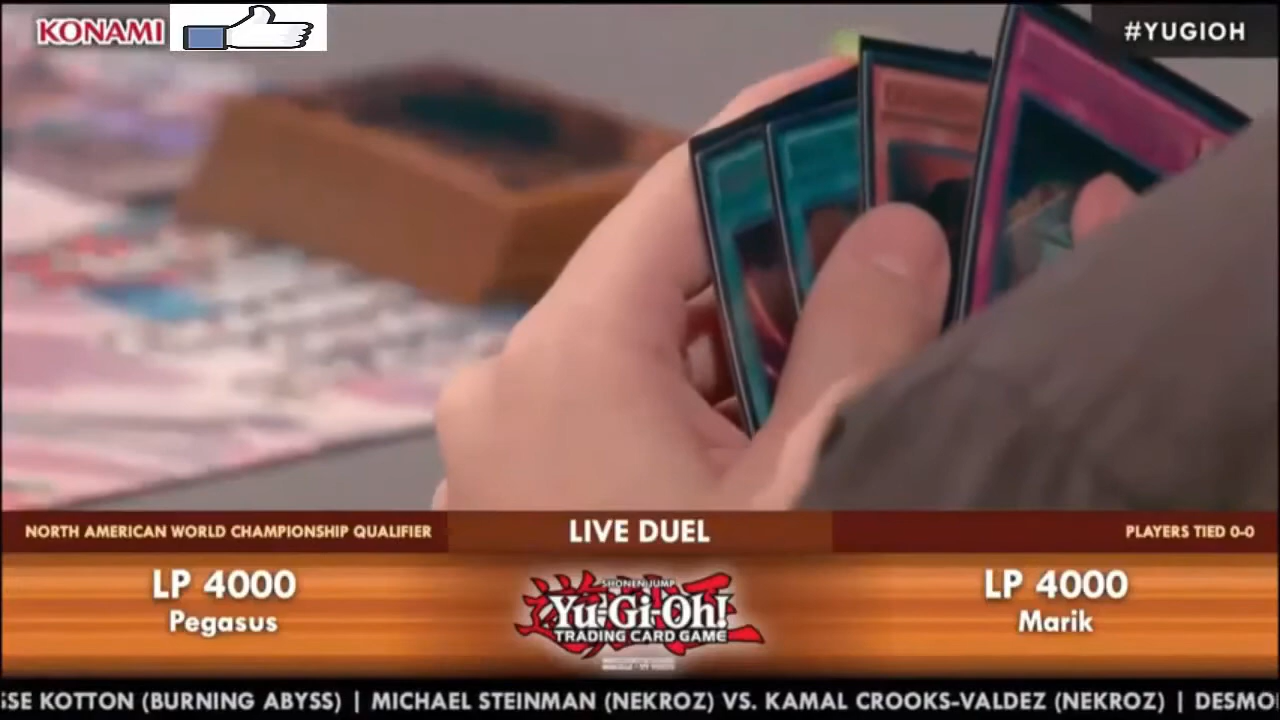 KONAMI
#YUGIOH
NORTH AMERICAN WORLD CHAMPIONSHIP QUALIFIER
LIVE DUEL
PLAYERS TIED 0-0
LP 4000
Pegasus
LP 4000
Marik
SHONEN JUMP
Yu-Gi-Oh!
TRADING CARD GAME
SSE KOTTON (BURNING ABYSS) | MICHAEL STEINMAN (NEKROZ) VS. KAMAL CROOKS-VALDEZ (NEKROZ) | DESMO